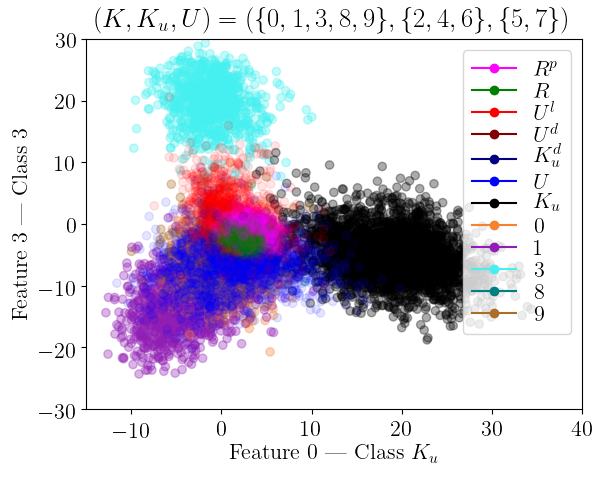 (K, K_u, U) = ({0, 1, 3, 8, 9}, {2, 4, 6}, {5, 7})
30
20
10
0
−10
−20
−30
Feature 3 — Class 3
R^p
R
U^l
U^d
K_u^d
U
K_u
0
1
3
8
9
−10
0
10
20
30
40
Feature 0 — Class K_u